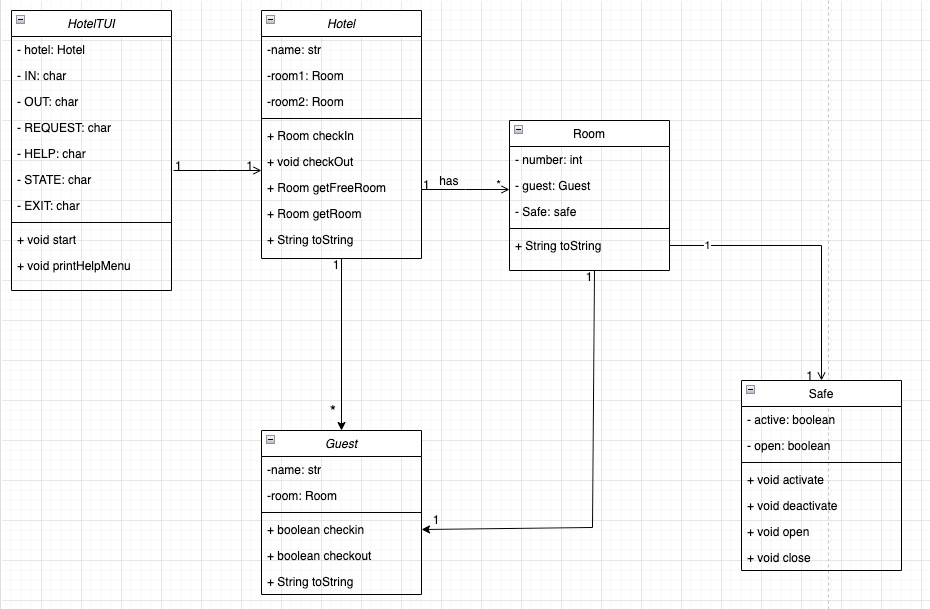 HotelTUI
- hotel: Hotel
- IN: char
- OUT: char
- REQUEST: char
- HELP: char
- STATE: char
- EXIT: char
+ void start
+ void printHelpMenu
1
1
Hotel
-name: str
-room1: Room
-room2: Room
+ Room checkIn
+ void checkOut
+ Room getFreeRoom
+ Room getRoom
+ String toString
1
has
*
Room
- number: int
- guest: Guest
- Safe: safe
+ String toString
1
1
1
*
1
1
Guest
-name: str
-room: Room
+ boolean checkin
+ boolean checkout
+ String toString
Safe
- active: boolean
- open: boolean
+ void activate
+ void deactivate
+ void open
+ void close